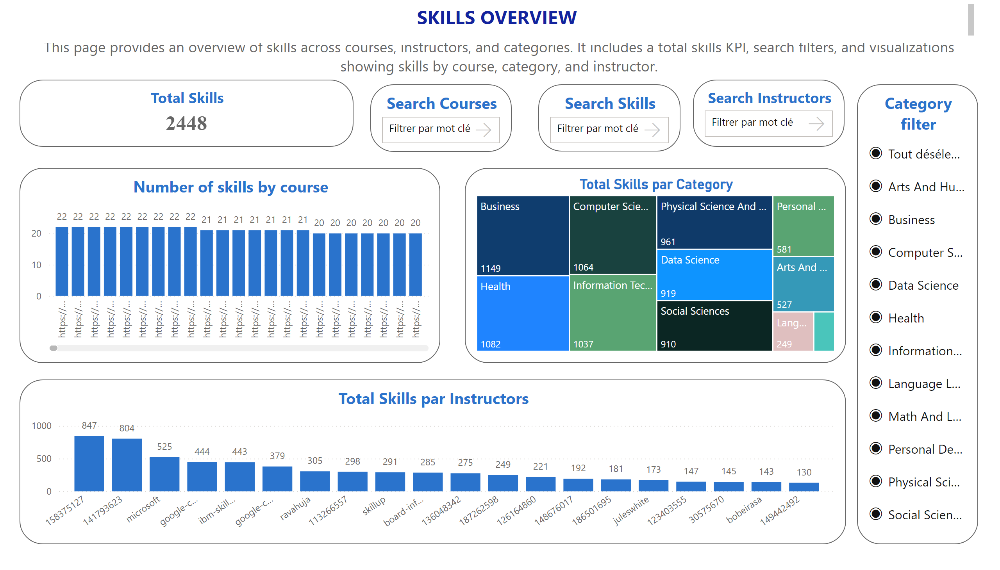 SKILLS OVERVIEW
This page provides an overview of skills across courses, instructors, and categories. It includes a total skills KPI, search filters, and visualizations
showing skills by course, category, and instructor.
Total Skills
2448
Search Courses
Filtrer par mot clé
Search Skills
Filtrer par mot clé
Search Instructors
Filtrer par mot clé
Number of skills by course
22 22 22 22 22 22 22 22 22 21 21 21 21 21 21 21 20 20 20 20 20 20 20
20
10
0
https://... https://... https://... https://... https://... https://... https://... https://... https://... https://... https://... https://... https://... https://... https://... https://... https://... https://... https://... https://... https://... https://... https://...
Total Skills par Category
Business
1149
Health
1082
Computer Scie...
1064
Information Tec...
1037
Physical Science And ...
961
Data Science
919
Social Sciences
910
Personal ...
581
Arts And ...
527
Lang...
249
Total Skills par Instructors
1000
500
0
847 804 525 444 443 379 305 298 291 285 275 249 221 192 181 173 147 145 143 130
158375127 141793623 microsoft google-c... ibm-skill... google-c... ravahuja 113266557 skillup board-inf... 136048342 187262598 126164860 148676017 186501695 juleswhite 123403555 30575670 bobeirasa 149442492
Category
filter
Tout déséle...
Arts And Hu...
Business
Computer S...
Data Science
Health
Information...
Language L...
Math And L...
Personal De...
Physical Sci...
Social Scien...